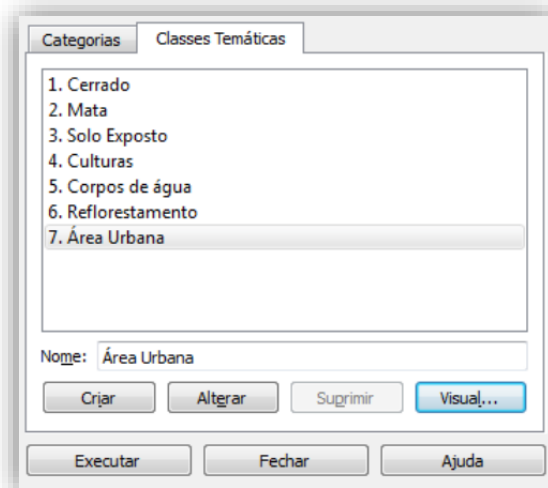 Categorias Classes Temáticas
1. Cerrado
2. Mata
3. Solo Exposto
4. Culturas
5. Corpos de água
6. Reflorestamento
7. Área Urbana
Nome: Área Urbana
Criar Alterar Suprimir Visual...
Executar Fechar Ajuda